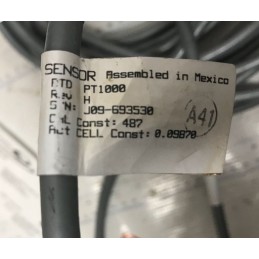 SENSOR Assembled in Mexico
RTD PT1000
Rev H
S/N: J09-693530
CAL Const: 487
Act CELL Const: 0.09870
A41